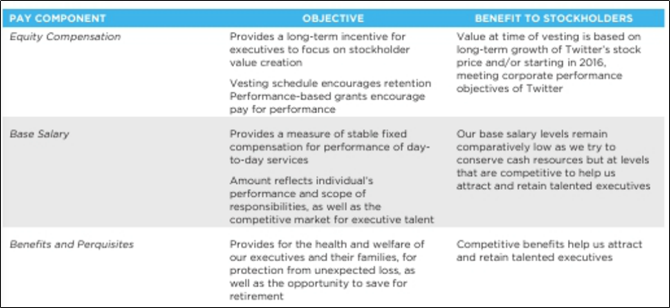 PAY COMPONENT OBJECTIVE BENEFIT TO STOCKHOLDERS
Equity Compensation
Provides a long-term incentive for
executives to focus on stockholder
value creation
Vesting schedule encourages retention
Performance-based grants encourage
pay for performance
Value at time of vesting is based on
long-term growth of Twitter's stock
price and/or starting in 2016,
meeting corporate performance
objectives of Twitter
Base Salary
Provides a measure of stable fixed
compensation for performance of day-
to-day services
Amount reflects individual's
performance and scope of
responsibilities, as well as the
competitive market for executive talent
Our base salary levels remain
comparatively low as we try to
conserve cash resources but at levels
that are competitive to help us
attract and retain talented executives
Benefits and Perquisites
Provides for the health and welfare of
our executives and their families, for
protection from unexpected loss, as
well as the opportunity to save for
retirement
Competitive benefits help us attract
and retain talented executives